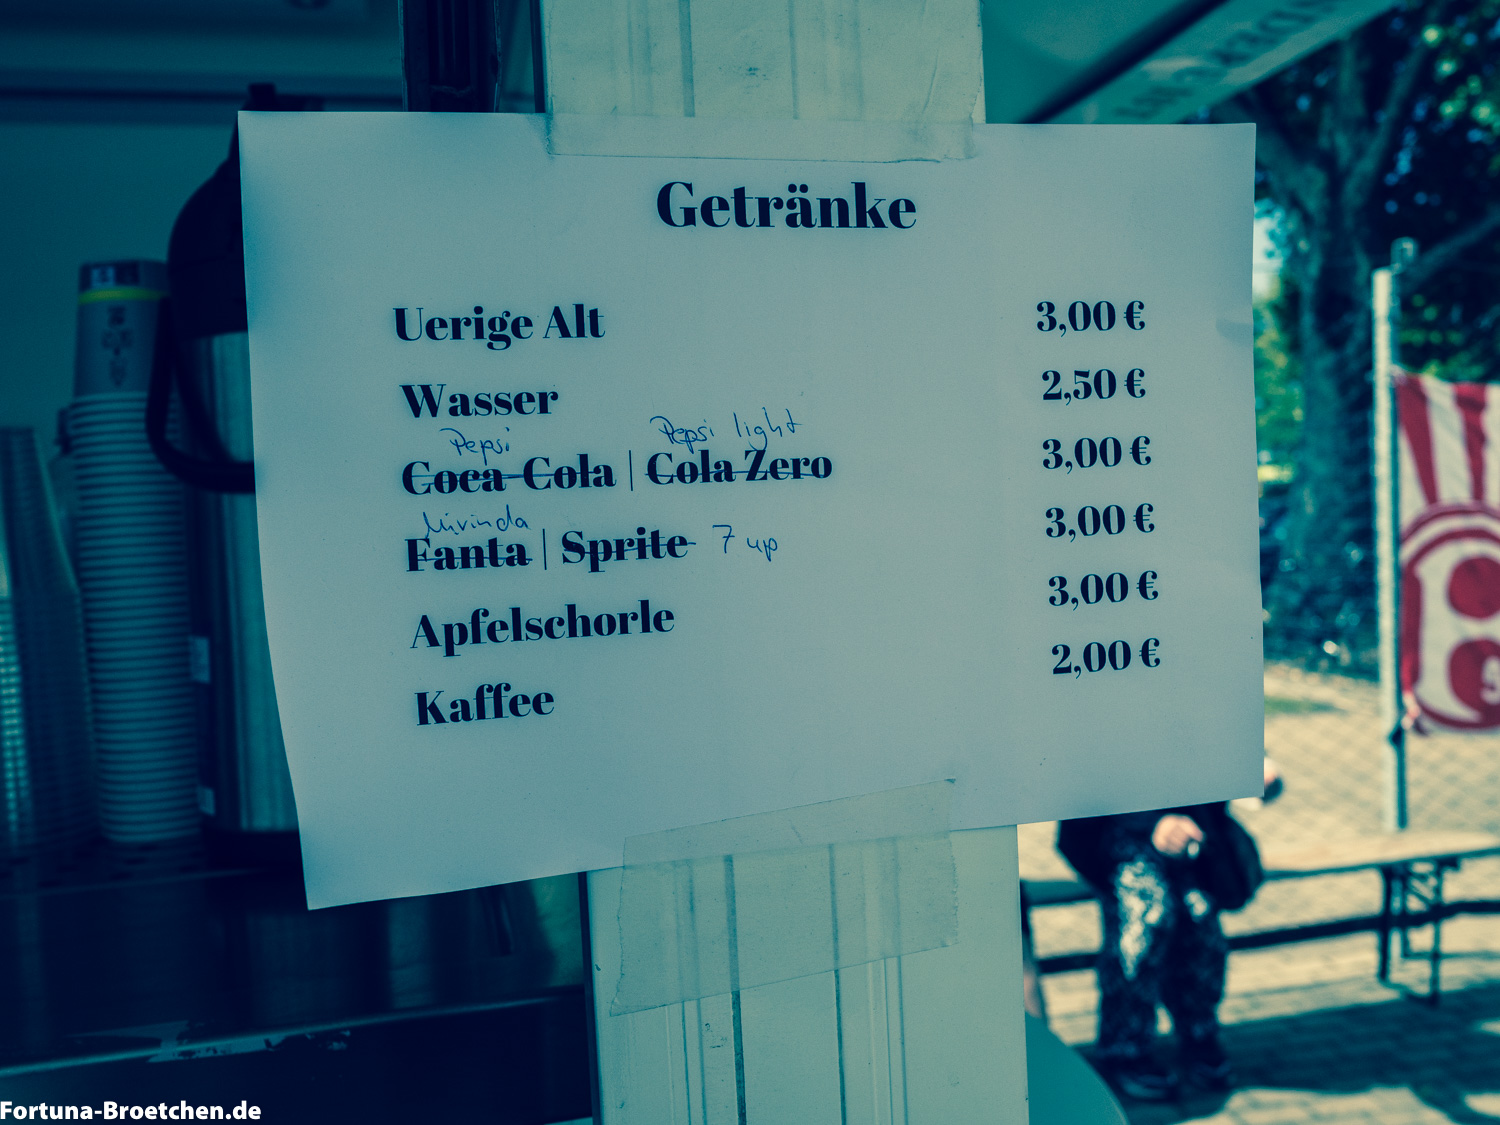 Getränke
Uerige Alt 3,00 €
Wasser 2,50 €
Pepsi Pepsi light
Coca-Cola | Cola Zero 3,00 €
Mirinda
Fanta | Sprite 7 up 3,00 €
Apfelschorle 3,00 €
Kaffee 2,00 €
Fortuna-Broetchen.de